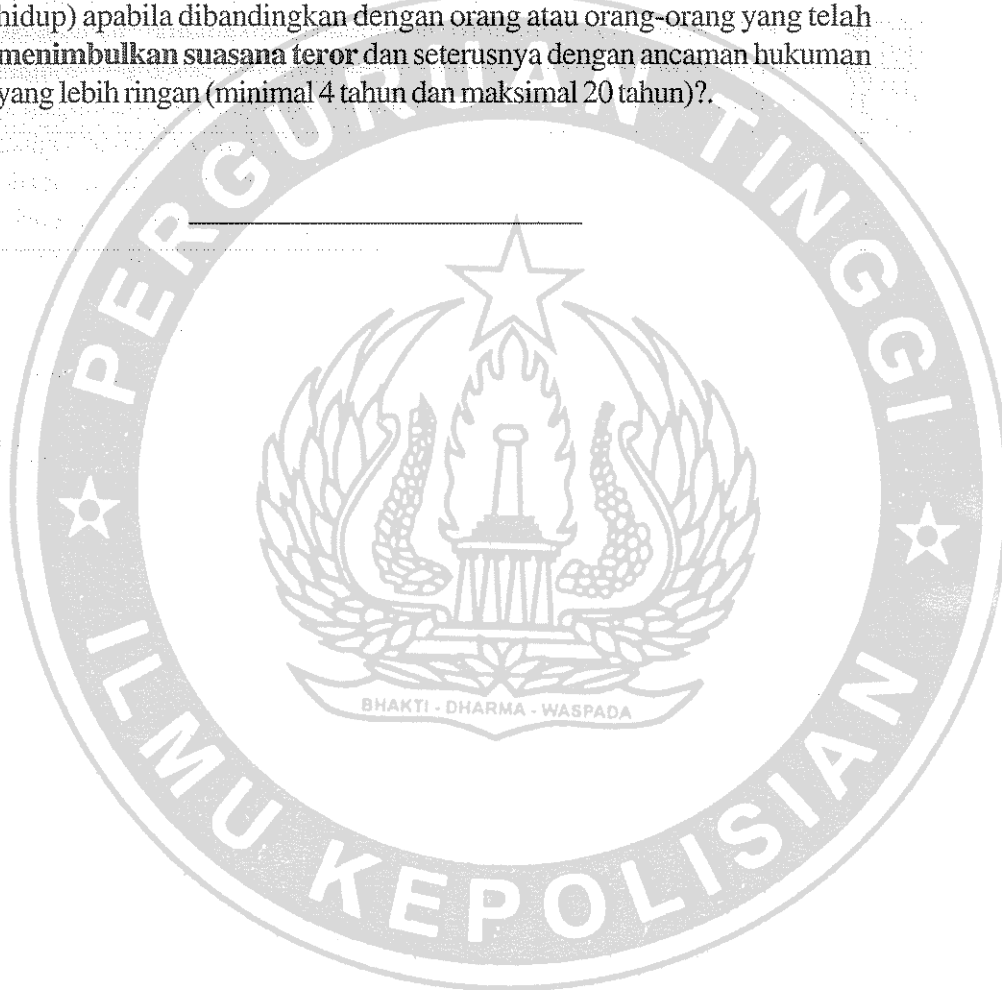 hidup) apabila dibandingkan dengan orang atau orang-orang yang telah
menimbulkan suasana teror dan seterusnya dengan ancaman hukuman
yang lebih ringan (minimal 4 tahun dan maksimal 20 tahun)?.
PERGURUAN TINGGI
BHAKTI - DHARMA - WASPADA
ILMU KEPOLISIAN